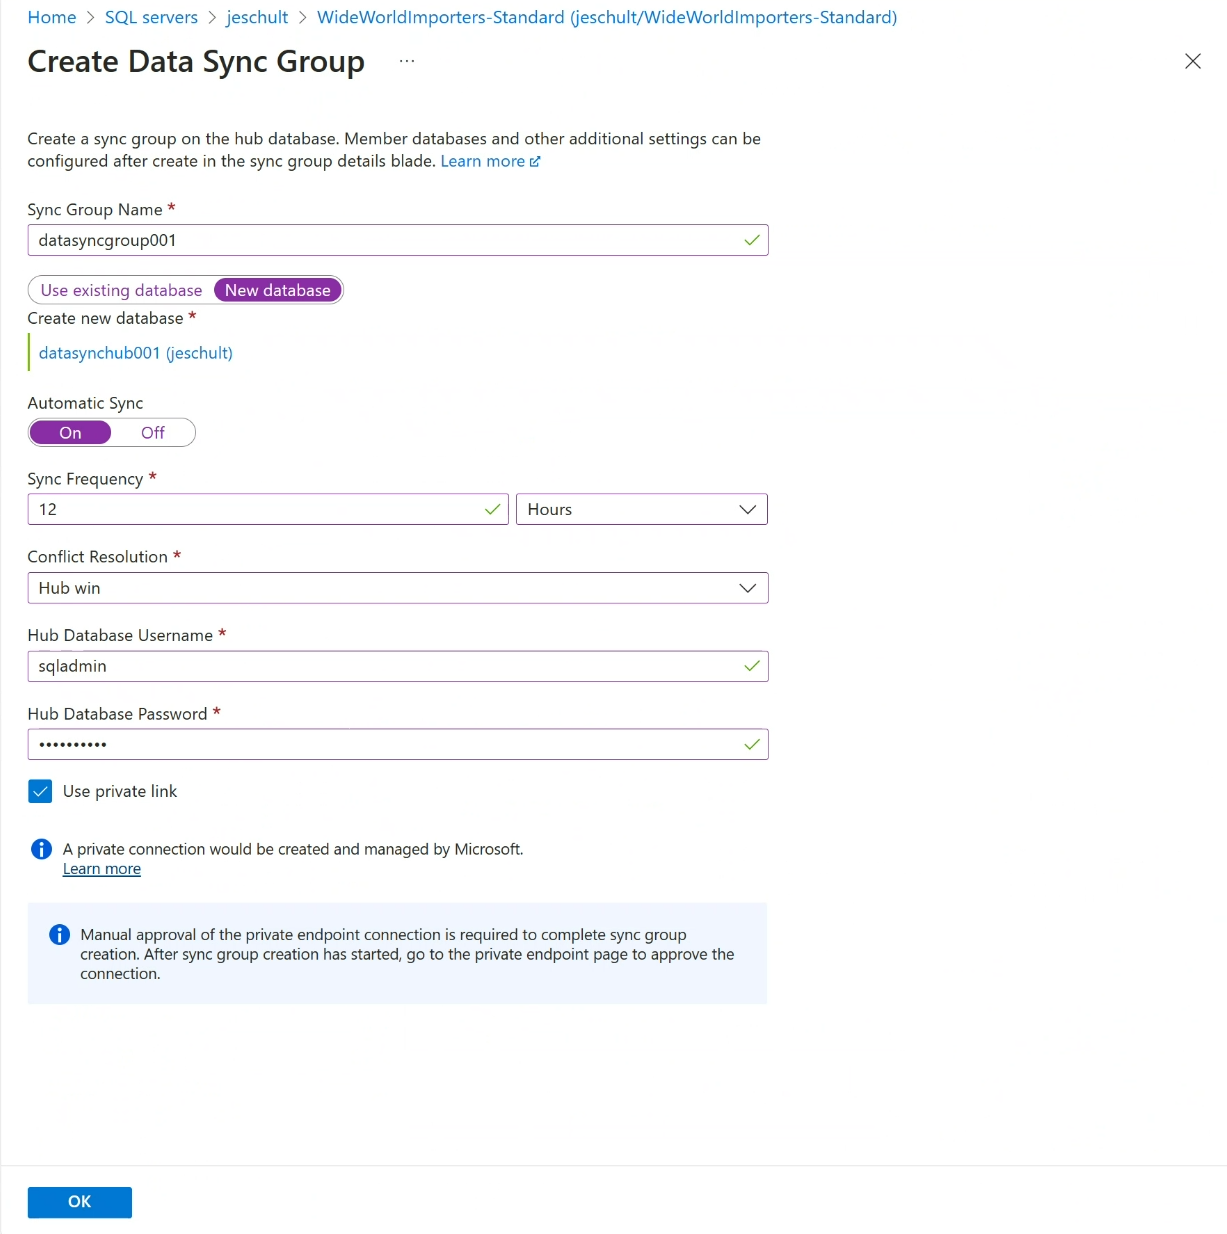 Home > SQL servers > jeschult > WideWorldImporters-Standard (jeschult/WideWorldImporters-Standard)
Create Data Sync Group ...
Create a sync group on the hub database. Member databases and other additional settings can be
configured after create in the sync group details blade. Learn more
Sync Group Name *
datasyncgroup001
Use existing database New database
Create new database *
datasynchub001 (jeschult)
Automatic Sync
On Off
Sync Frequency *
12 Hours
Conflict Resolution *
Hub win
Hub Database Username *
sqladmin
Hub Database Password *
••••••••••
Use private link
A private connection would be created and managed by Microsoft.
Learn more
Manual approval of the private endpoint connection is required to complete sync group
creation. After sync group creation has started, go to the private endpoint page to approve the
connection.
OK